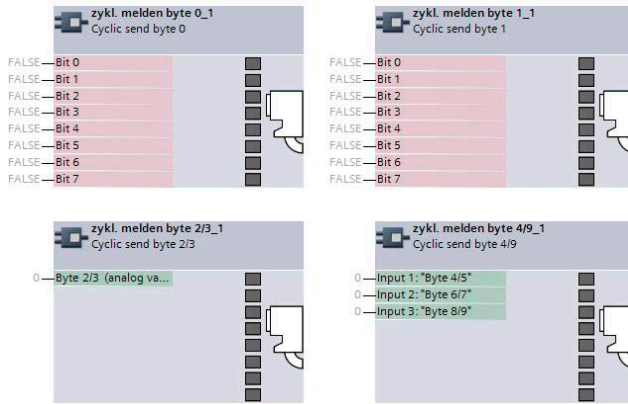 zykl. melden byte 0_1
Cyclic send byte 0
FALSE Bit 0
FALSE Bit 1
FALSE Bit 2
FALSE Bit 3
FALSE Bit 4
FALSE Bit 5
FALSE Bit 6
FALSE Bit 7
zykl. melden byte 1_1
Cyclic send byte 1
FALSE Bit 0
FALSE Bit 1
FALSE Bit 2
FALSE Bit 3
FALSE Bit 4
FALSE Bit 5
FALSE Bit 6
FALSE Bit 7
zykl. melden byte 2/3_1
Cyclic send byte 2/3
0 Byte 2/3 (analog va...
zykl. melden byte 4/9_1
Cyclic send byte 4/9
0 Input 1: "Byte 4/5"
0 Input 2: "Byte 6/7"
0 Input 3: "Byte 8/9"